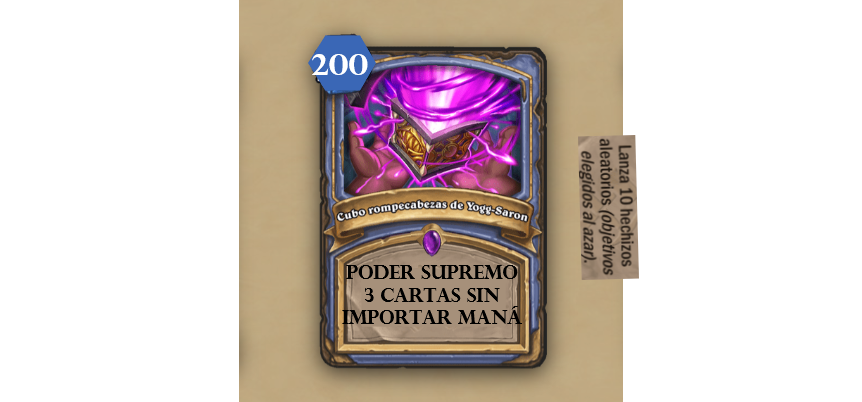 200
Cubo rompecabezas de Yogg-Saron
PODER SUPREMO
3 CARTAS SIN
IMPORTAR MANÁ
Lanza 10 hechizos
aleatorios (objetivos
elegidos al azar).